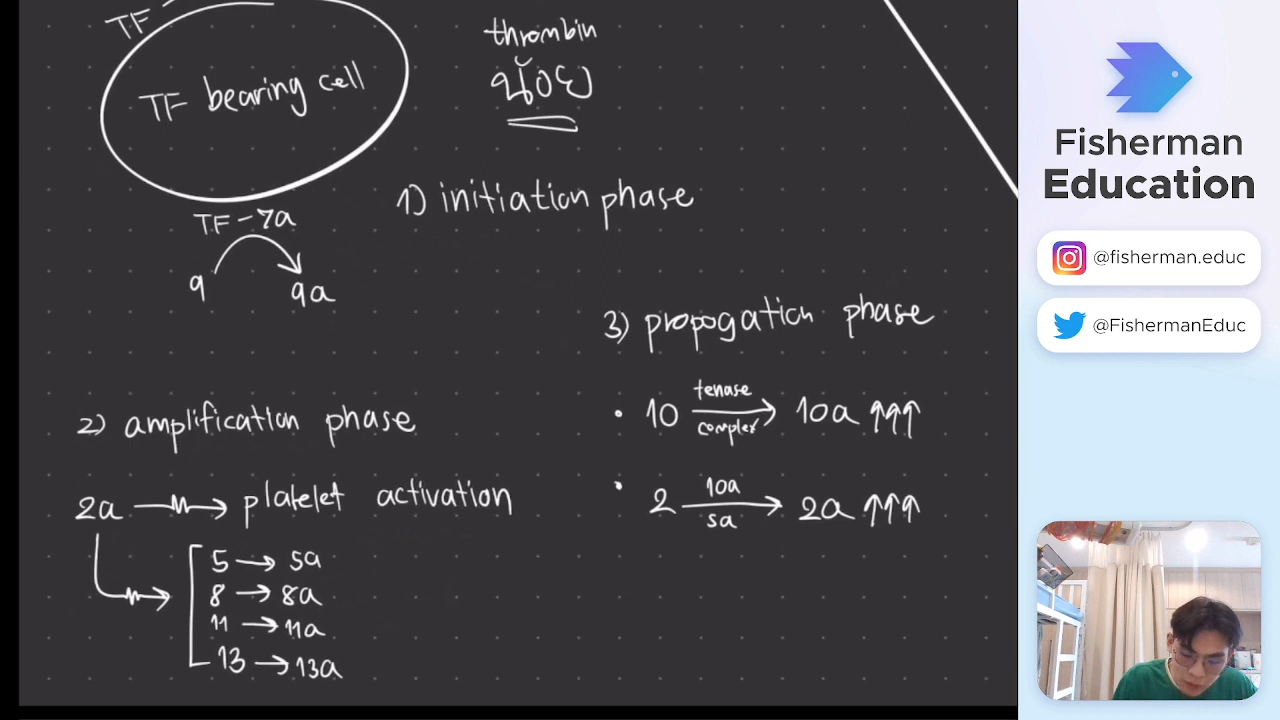 TF-
TF bearing cell
thrombin
น้อย
1) initiation phase
TF-7a
9
9a
2) amplification phase
2a
platelet activation
5 → 5a
8 → 8a
11 → 11a
13 → 13a
3) propogation phase
• 10 tenase complex → 10a ↑↑↑
• 2 10a 5a → 2a ↑↑↑
Fisherman
Education
@fisherman.educ
@FishermanEduc